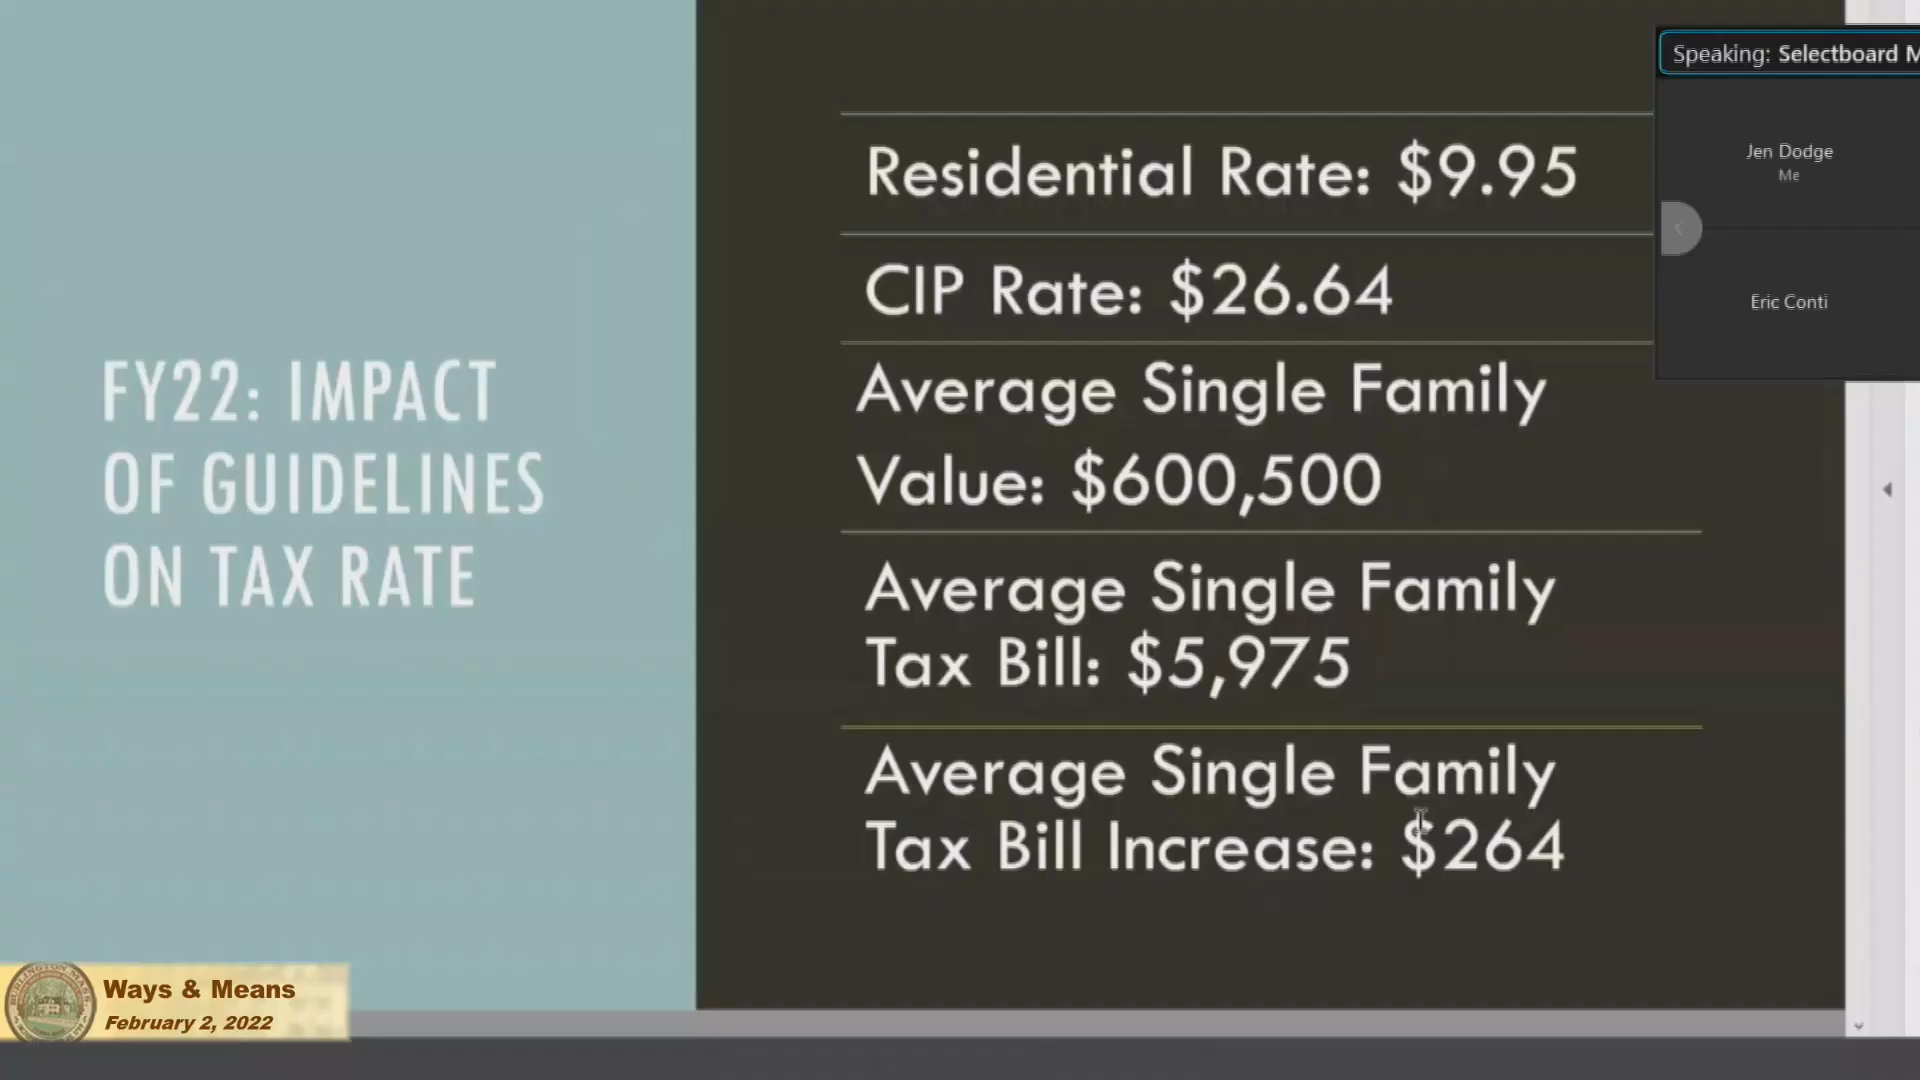 FY22: IMPACT
OF GUIDELINES
ON TAX RATE
Residential Rate: $9.95
CIP Rate: $26.64
Average Single Family
Value: $600,500
Average Single Family
Tax Bill: $5,975
Average Single Family
Tax Bill Increase: $264
Speaking: Selectboard M
Jen Dodge
Me
Eric Conti
Ways & Means
February 2, 2022